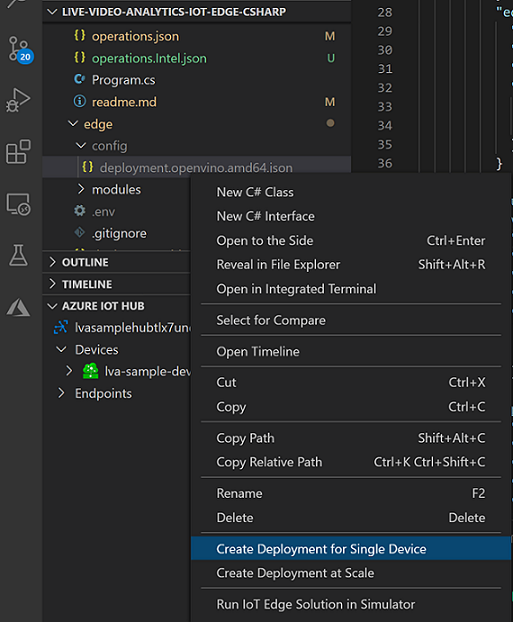 LIVE-VIDEO-ANALYTICS-IOT-EDGE-CSHARP
{} operations.json M
{} operations.Intel.json U
C# Program.cs
readme.md M
edge
config
{} deployment.openvino.amd64.json
modules
.env
.gitignore
OUTLINE
TIMELINE
AZURE IOT HUB
lvasamplehubtlx7un
Devices
lva-sample-dev
Endpoints
20
28 "e
29
30
31
32
33
34
35
36 }
New C# Class
New C# Interface
Open to the Side Ctrl+Enter
Reveal in File Explorer Shift+Alt+R
Open in Integrated Terminal
Select for Compare
Open Timeline
Cut Ctrl+X
Copy Ctrl+C
Copy Path Shift+Alt+C
Copy Relative Path Ctrl+K Ctrl+Shift+C
Rename F2
Delete Delete
Create Deployment for Single Device
Create Deployment at Scale
Run IoT Edge Solution in Simulator